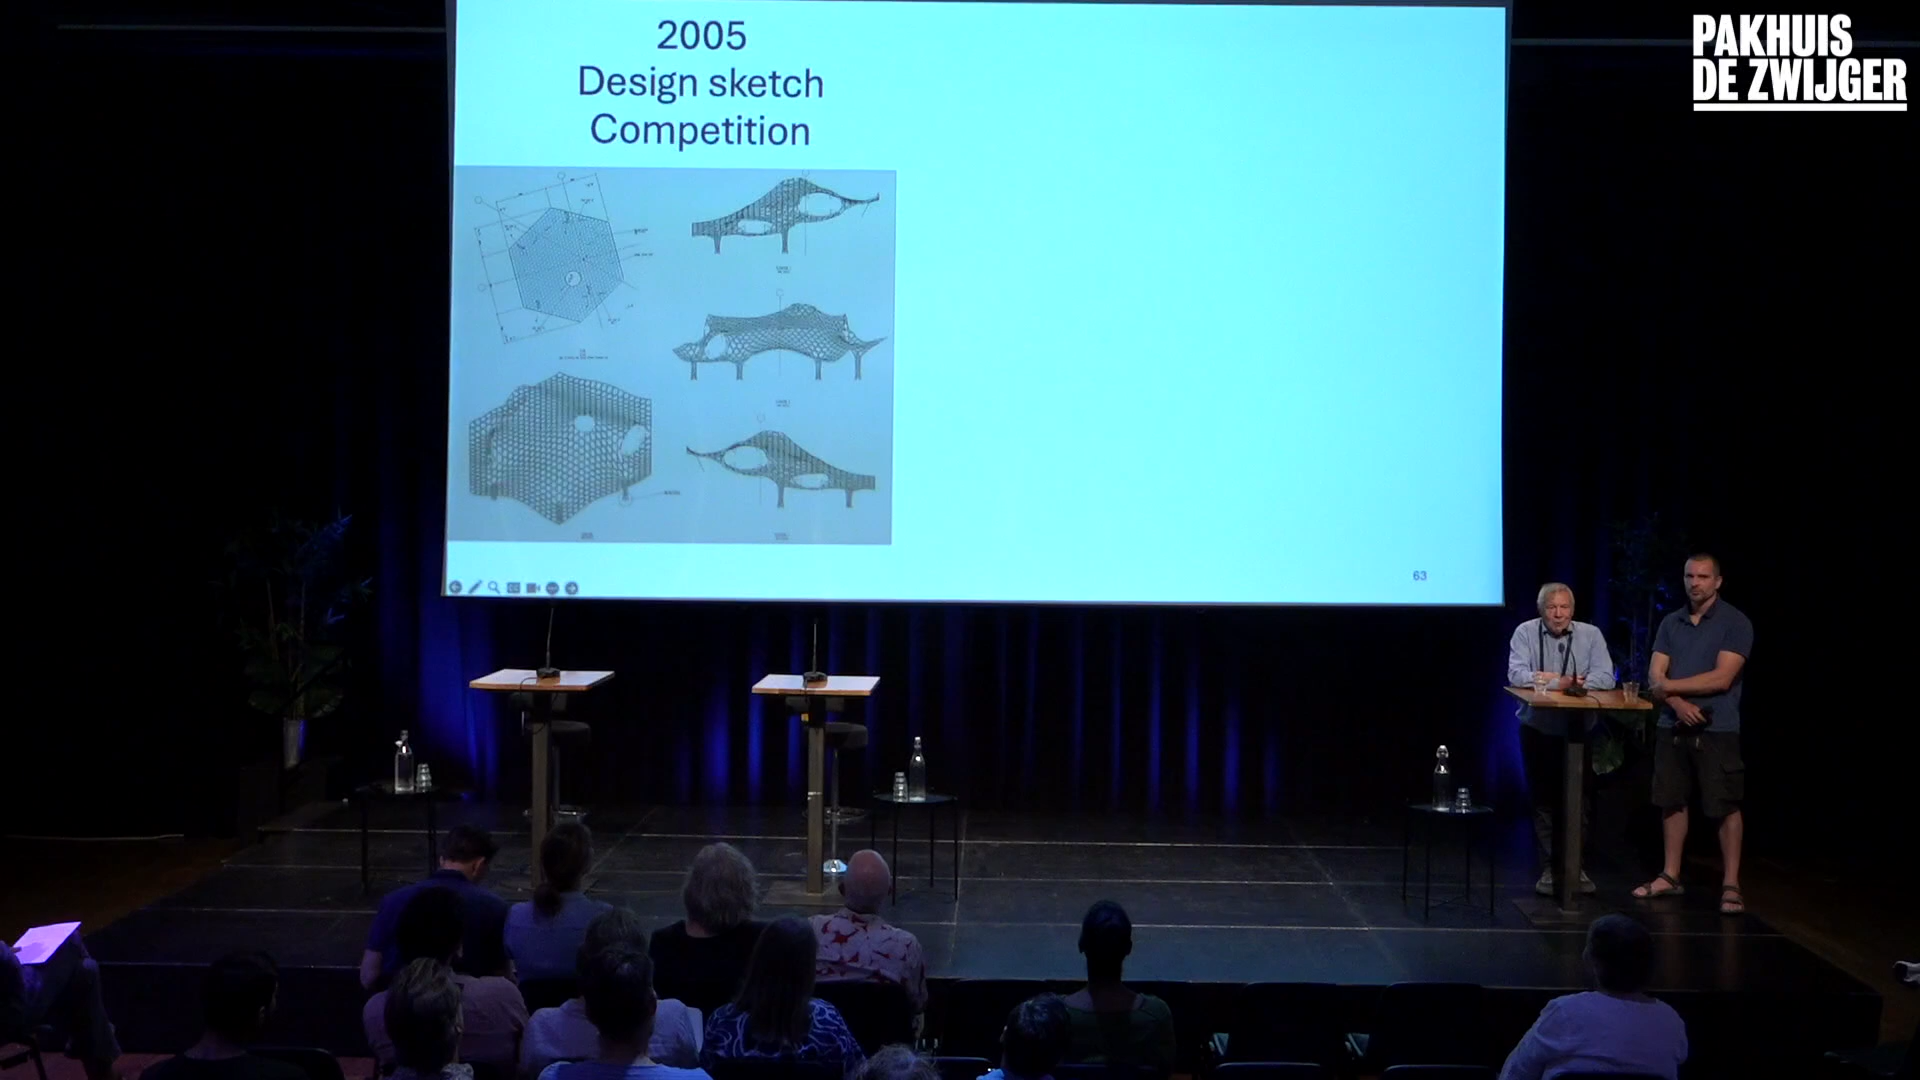 2005
Design sketch
Competition
63
PAKHUIS
DE ZWIJGER